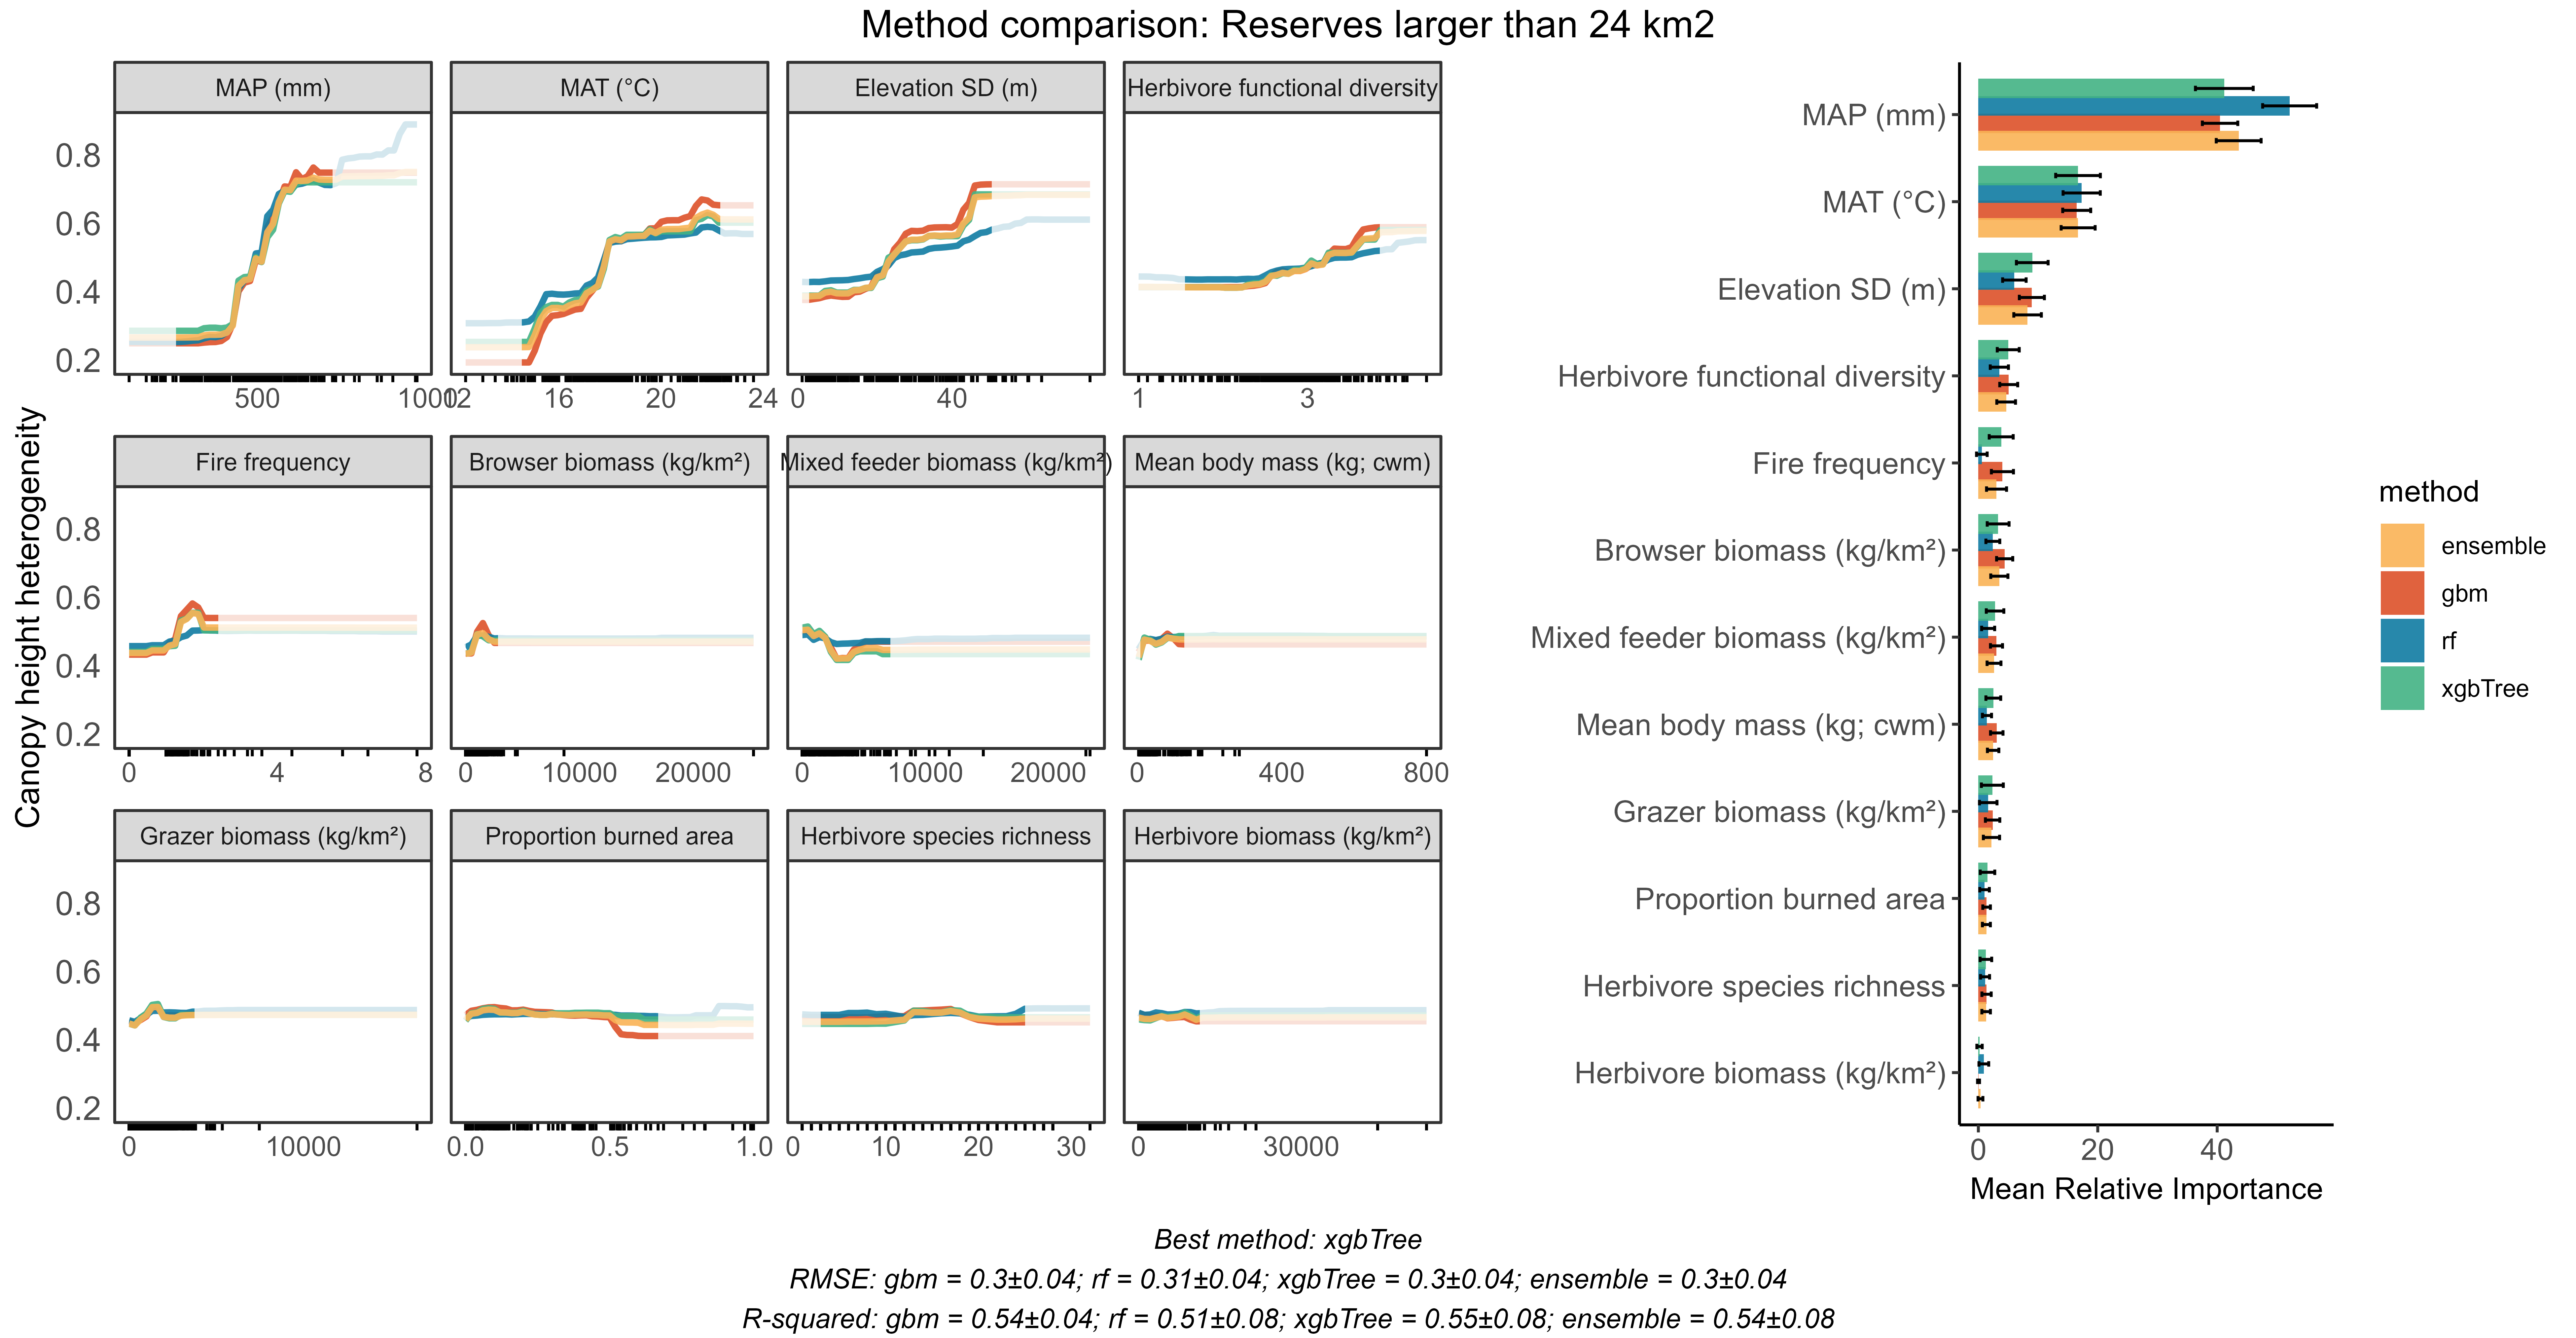 Method comparison: Reserves larger than 24 km2
MAP (mm)
MAT (°C)
Elevation SD (m)
Herbivore functional diversity
0.8
0.6
0.4
0.2
500
1000
12
16
20
24
0
40
1
3
Fire frequency
Browser biomass (kg/km²)
Mixed feeder biomass (kg/km²)
Mean body mass (kg; cwm)
0.8
0.6
0.4
0.2
0
4
8
0
10000
20000
0
10000
20000
0
400
800
Grazer biomass (kg/km²)
Proportion burned area
Herbivore species richness
Herbivore biomass (kg/km²)
0.8
0.6
0.4
0.2
0
10000
0.0
0.5
1.0
0
10
20
30
0
30000
Canopy height heterogeneity
MAP (mm)
MAT (°C)
Elevation SD (m)
Herbivore functional diversity
Fire frequency
Browser biomass (kg/km²)
Mixed feeder biomass (kg/km²)
Mean body mass (kg; cwm)
Grazer biomass (kg/km²)
Proportion burned area
Herbivore species richness
Herbivore biomass (kg/km²)
0
20
40
Mean Relative Importance
method
ensemble
gbm
rf
xgbTree
Best method: xgbTree
RMSE: gbm = 0.3±0.04; rf = 0.31±0.04; xgbTree = 0.3±0.04; ensemble = 0.3±0.04
R-squared: gbm = 0.54±0.04; rf = 0.51±0.08; xgbTree = 0.55±0.08; ensemble = 0.54±0.08